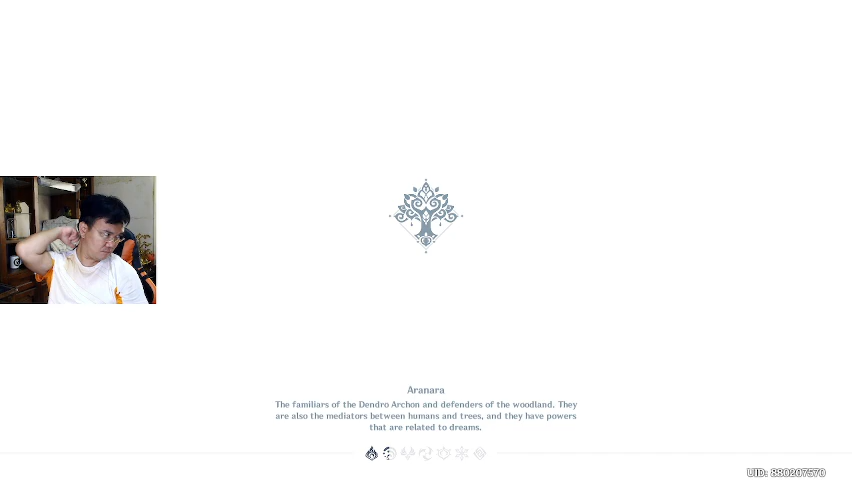 Aranara
The familiars of the Dendro Archon and defenders of the woodland. They
are also the mediators between humans and trees, and they have powers
that are related to dreams.
UID: 880207570